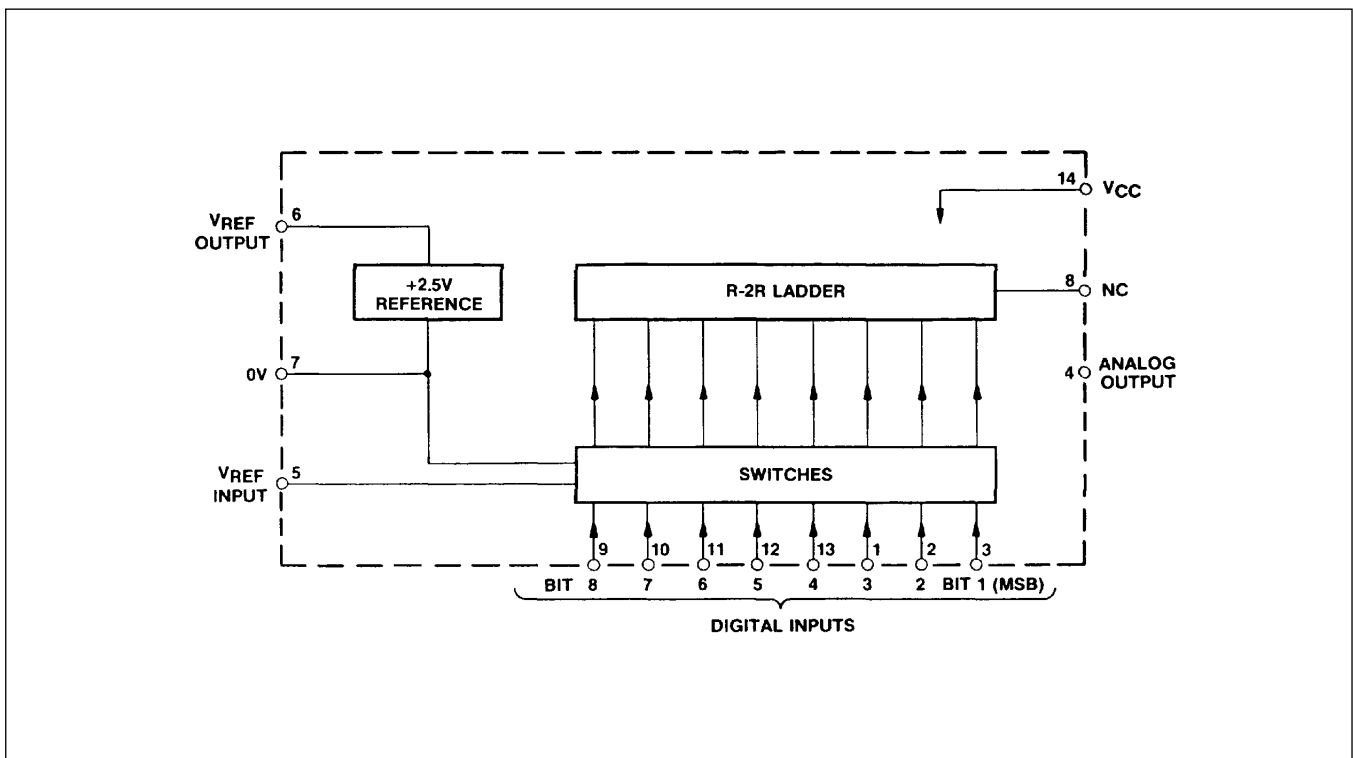 14 VCC
VREF OUTPUT 6
+2.5V
REFERENCE
R-2R LADDER
8 NC
0V 7
4 ANALOG OUTPUT
VREF INPUT 5
SWITCHES
9 10 11 12 13 1 2 3
BIT 8 7 6 5 4 3 2 BIT 1 (MSB)
DIGITAL INPUTS